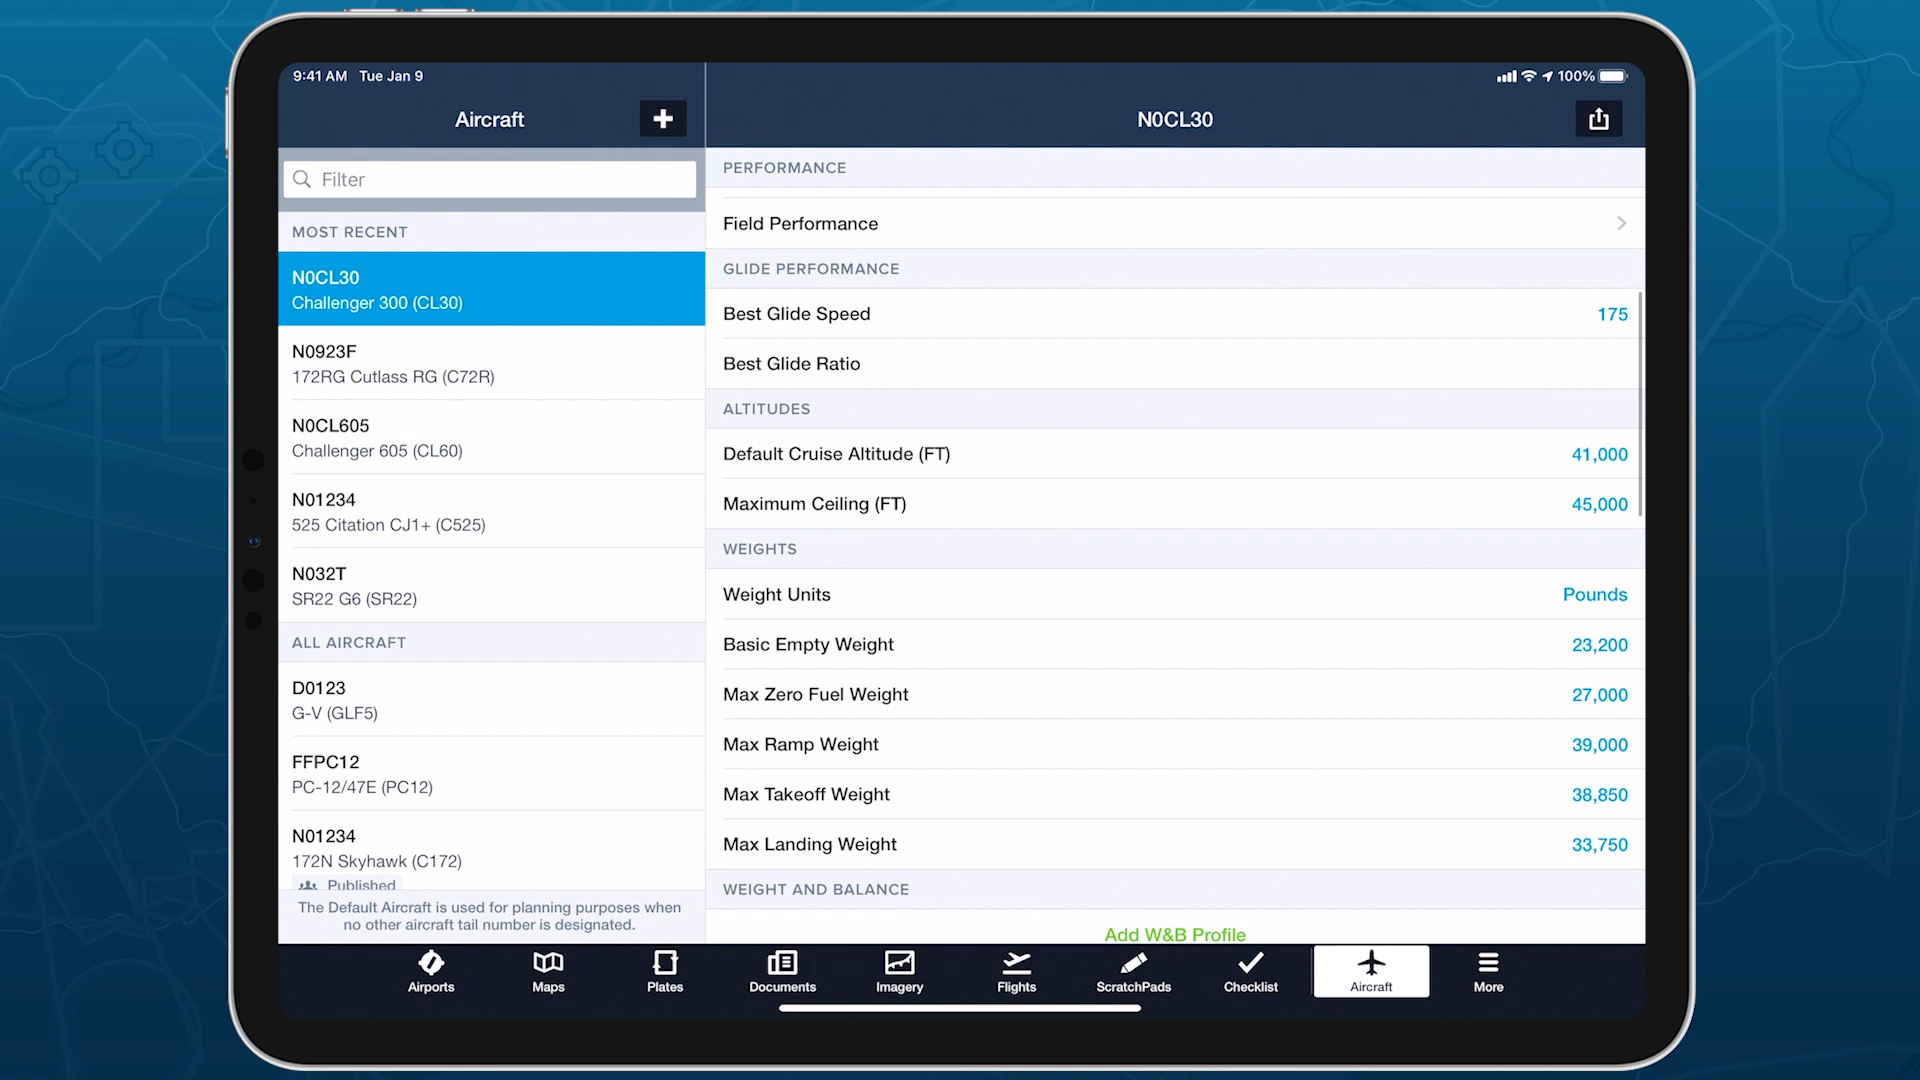 9:41 AM Tue Jan 9
100%
Aircraft
N0CL30
Filter
MOST RECENT
N0CL30
Challenger 300 (CL30)
N0923F
172RG Cutlass RG (C72R)
N0CL605
Challenger 605 (CL60)
N01234
525 Citation CJ1+ (C525)
N032T
SR22 G6 (SR22)
ALL AIRCRAFT
D0123
G-V (GLF5)
FFPC12
PC-12/47E (PC12)
N01234
172N Skyhawk (C172)
Published
The Default Aircraft is used for planning purposes when
no other aircraft tail number is designated.
PERFORMANCE
Field Performance
GLIDE PERFORMANCE
Best Glide Speed 175
Best Glide Ratio
ALTITUDES
Default Cruise Altitude (FT) 41,000
Maximum Ceiling (FT) 45,000
WEIGHTS
Weight Units Pounds
Basic Empty Weight 23,200
Max Zero Fuel Weight 27,000
Max Ramp Weight 39,000
Max Takeoff Weight 38,850
Max Landing Weight 33,750
WEIGHT AND BALANCE
Add W&B Profile
Airports Maps Plates Documents Imagery Flights ScratchPads Checklist Aircraft More